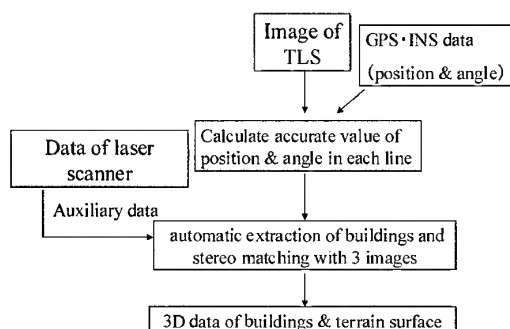 Image of
TLS
GPS·INS data
(position & angle)
Calculate accurate value of
position & angle in each line
Data of laser
scanner
Auxiliary data
automatic extraction of buildings and
stereo matching with 3 images
3D data of buildings & terrain surface